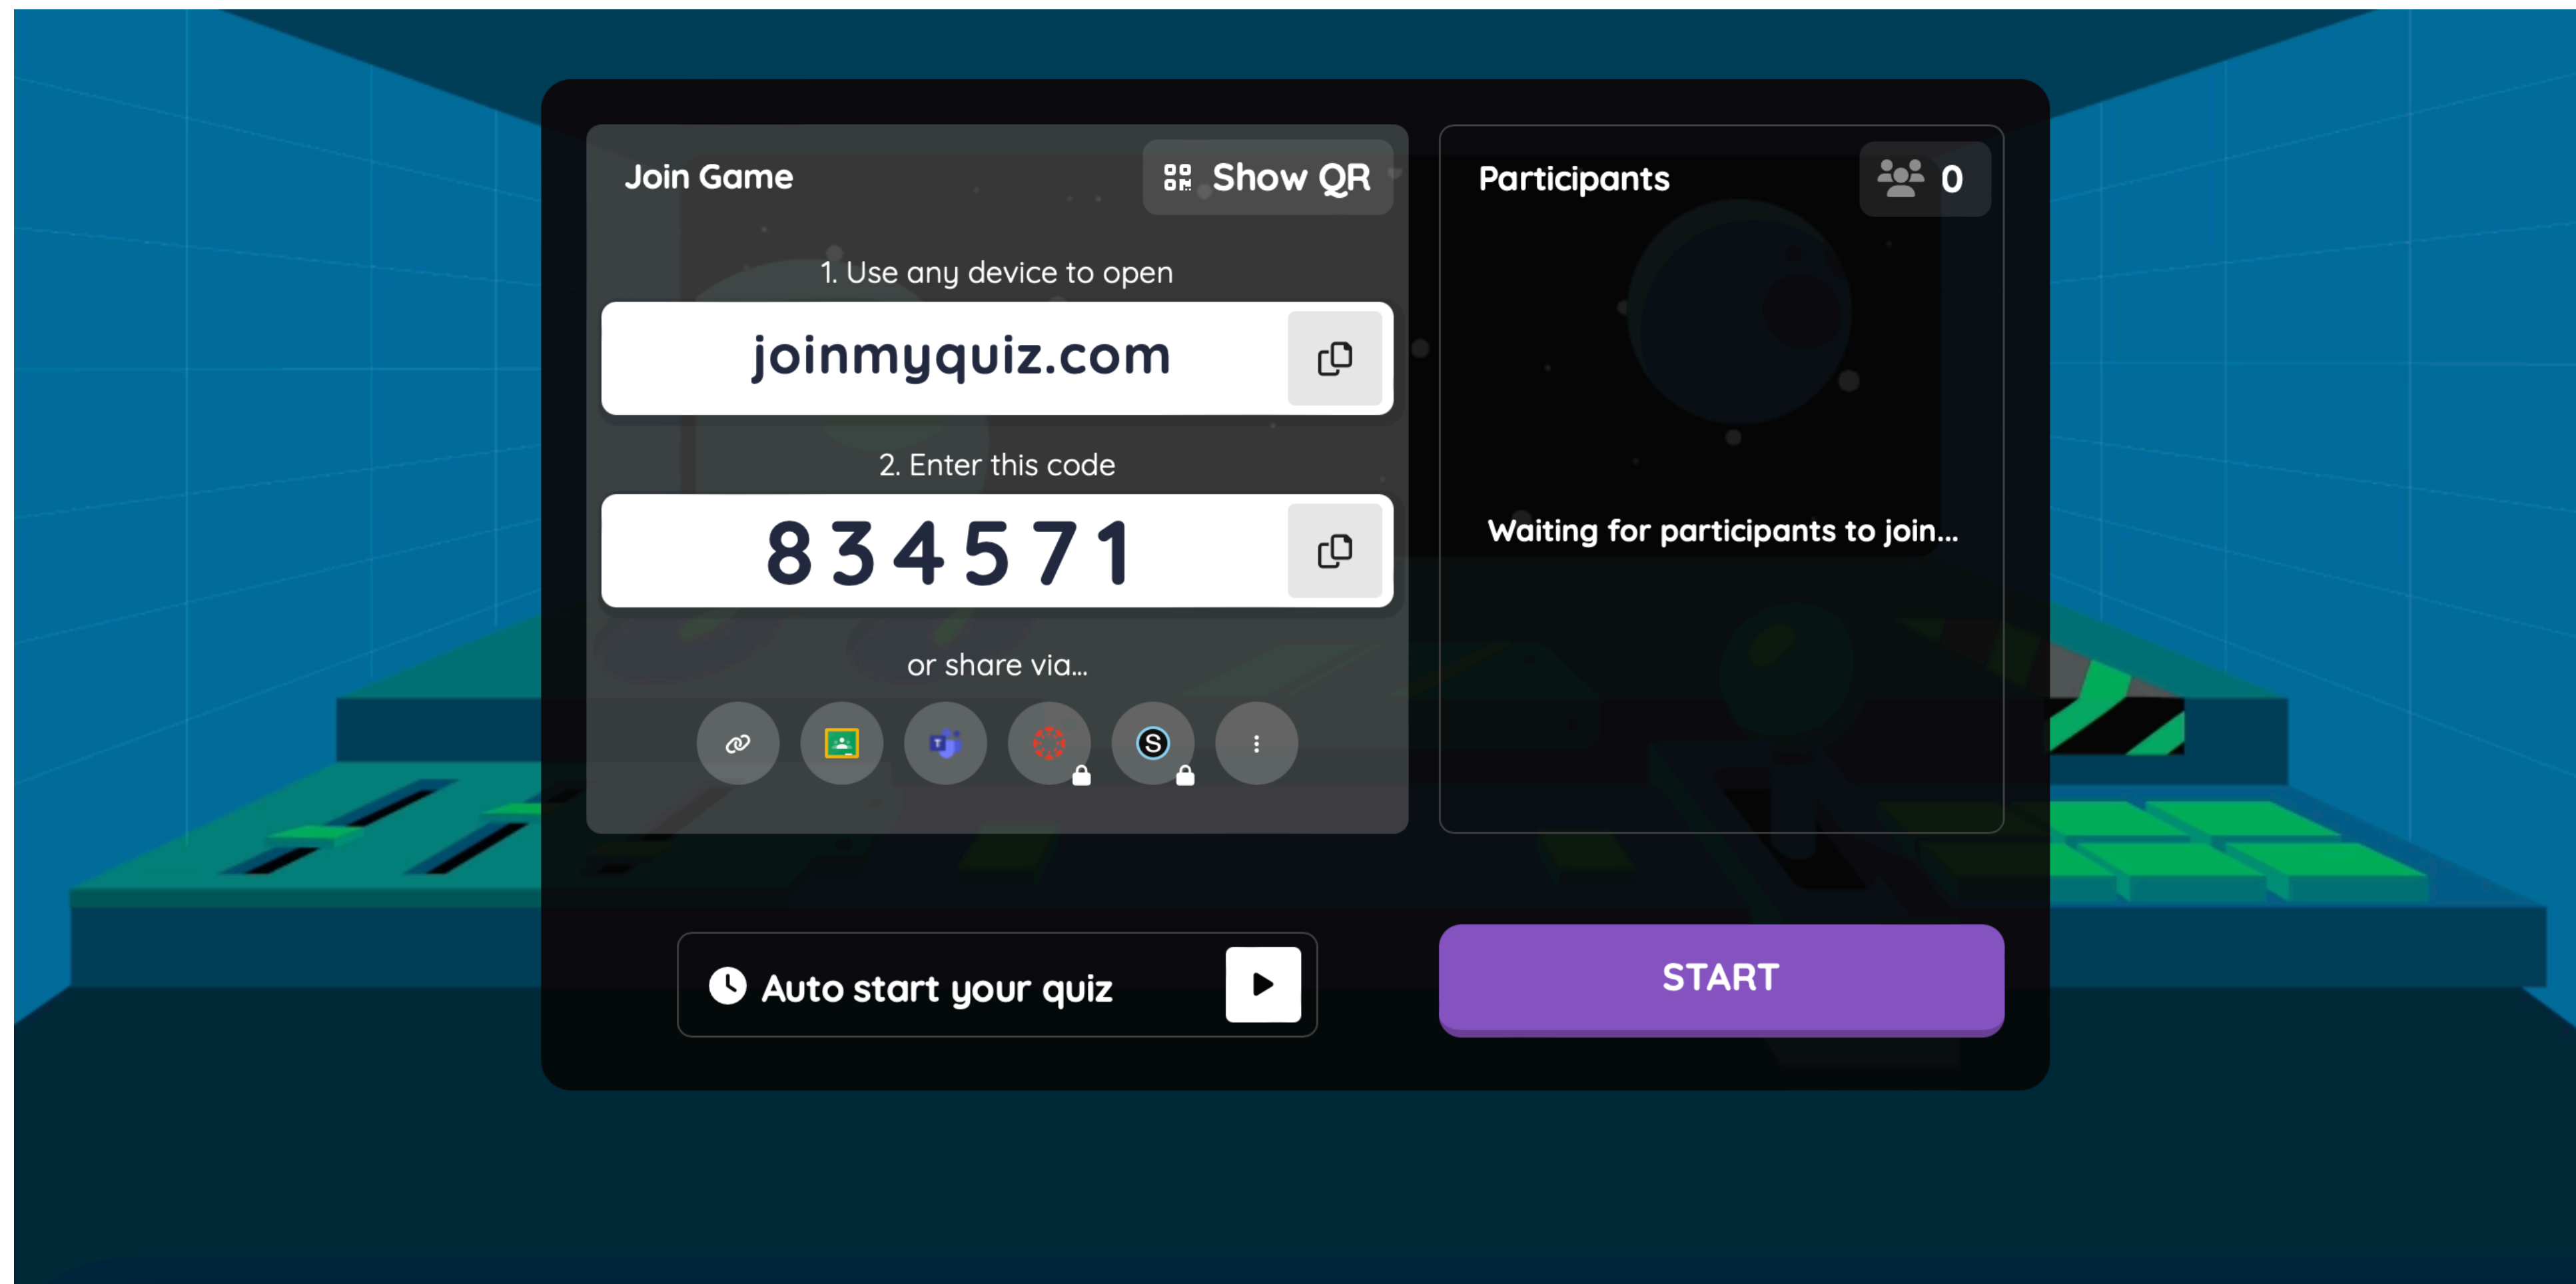 Join Game
Show QR
1. Use any device to open
joinmyquiz.com
2. Enter this code
834571
or share via...
T
S
Auto start your quiz
Participants
0
Waiting for participants to join...
START